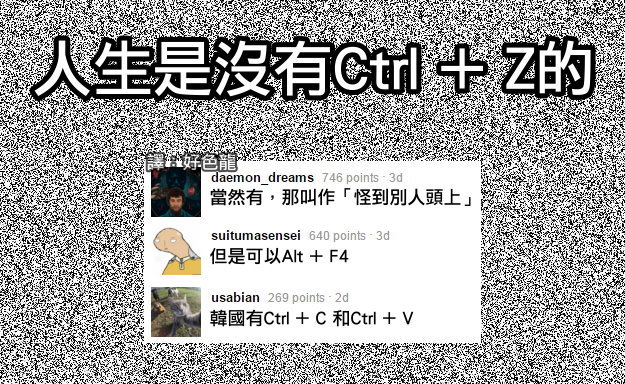 人生是沒有Ctrl + Z的
譯：好色龍
daemon_dreams 746 points · 3d
當然有，那叫作「怪到別人頭上」
suitumasensei 640 points · 3d
但是可以Alt + F4
usabian 269 points · 2d
韓國有Ctrl + C 和Ctrl + V